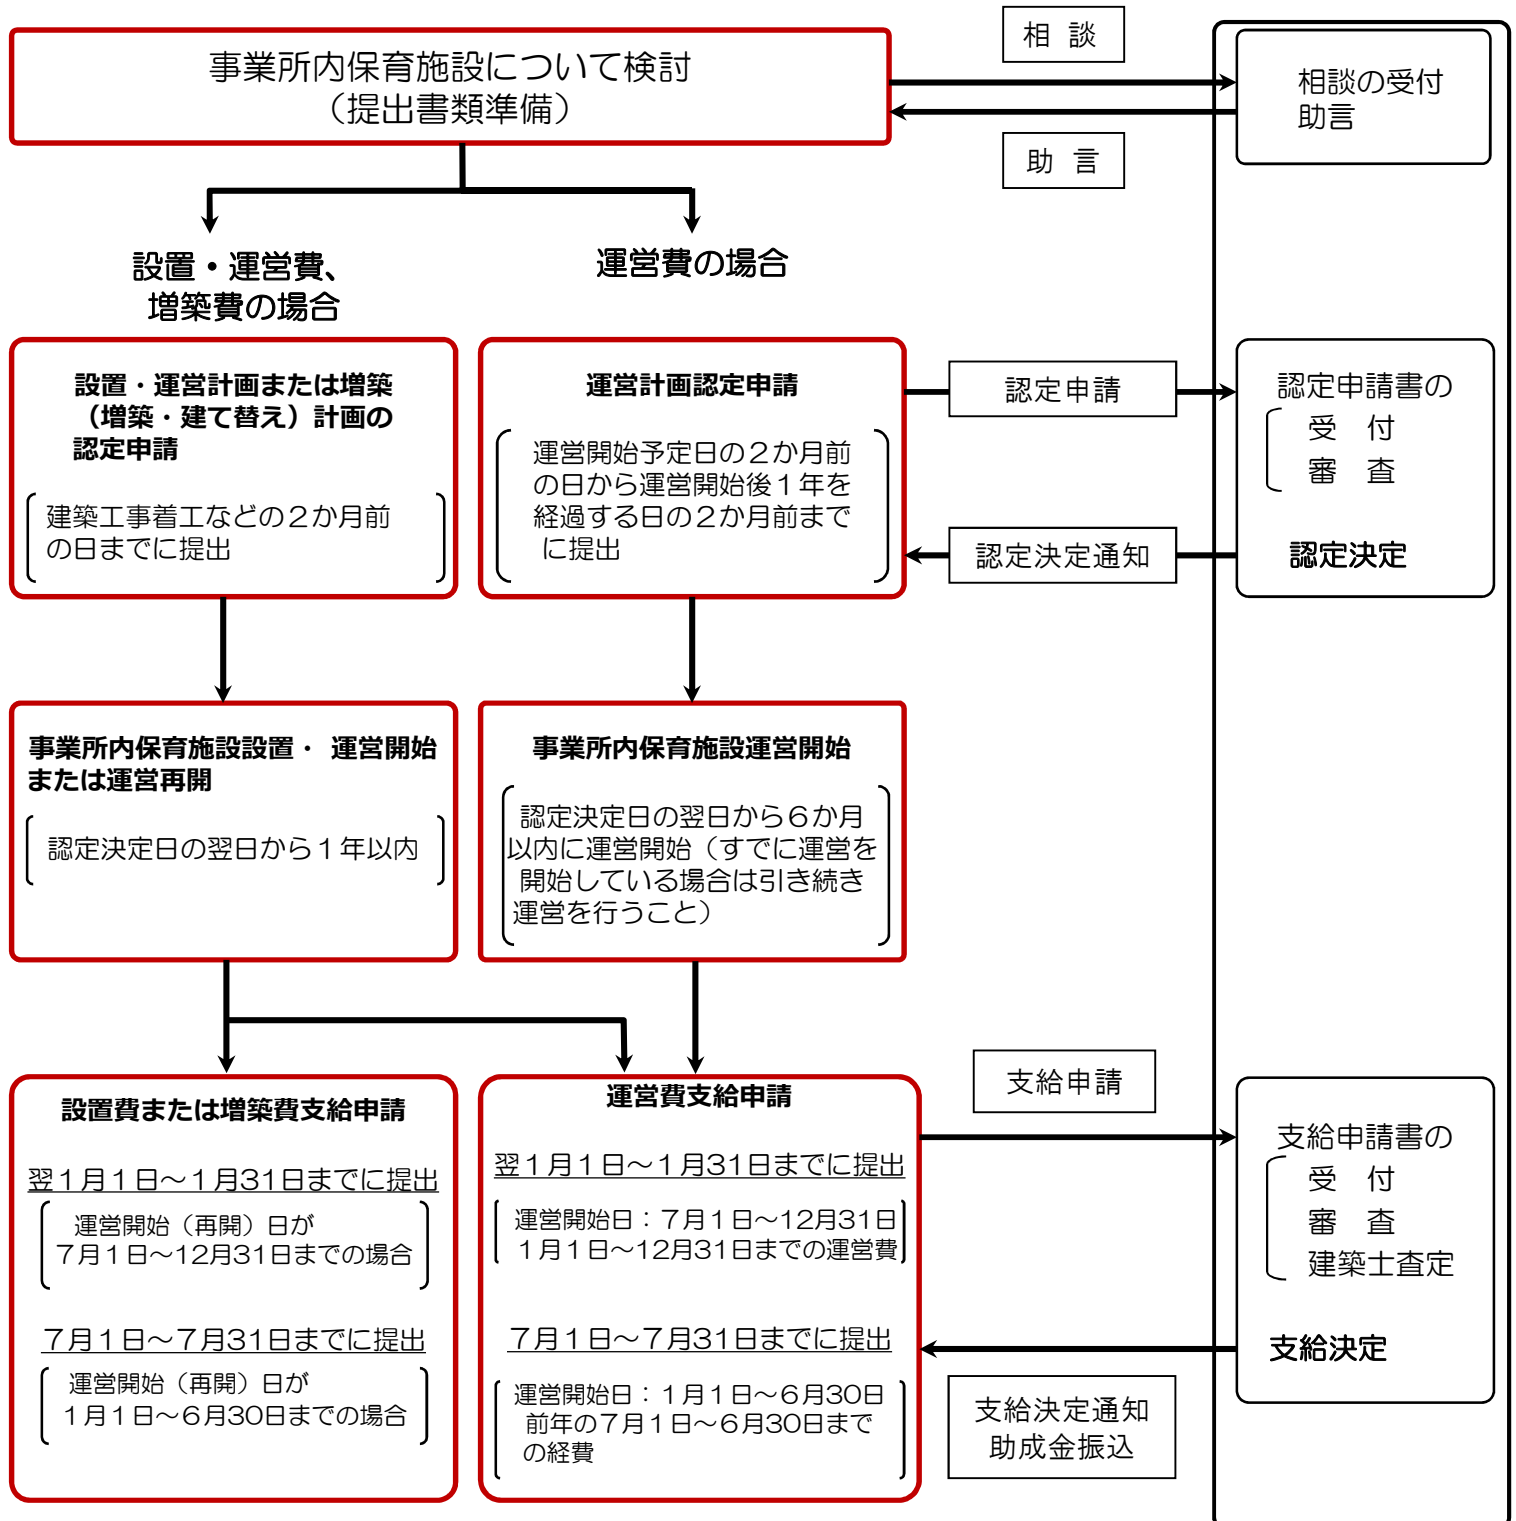 事業所内保育施設について検討
（提出書類準備）
相　談
助　言
相談の受付
助言
設置・運営費、
増築費の場合
運営費の場合
設置・運営計画または増築
（増築・建て替え）計画の
認定申請
建築工事着工などの２か月前
の日までに提出
運営計画認定申請
運営開始予定日の２か月前
の日から運営開始後１年を
経過する日の２か月前まで
に提出
認定申請
認定決定通知
認定申請書の
受　付
審　査
認定決定
事業所内保育施設設置・ 運営開始
または運営再開
認定決定日の翌日から１年以内
事業所内保育施設運営開始
認定決定日の翌日から６か月
以内に運営開始（すでに運営を
開始している場合は引き続き
運営を行うこと）
設置費または増築費支給申請
翌１月１日～１月31日までに提出
運営開始（再開）日が
７月１日～12月31日までの場合
７月１日～７月31日までに提出
運営開始（再開）日が
１月１日～６月30日までの場合
運営費支給申請
翌１月１日～１月31日までに提出
運営開始日：７月１日～12月31日
１月１日～12月31日までの運営費
７月１日～７月31日までに提出
運営開始日：１月１日～６月30日
前年の７月１日～６月30日まで
の経費
支給申請
支給決定通知
助成金振込
支給申請書の
受　付
審　査
建築士査定
支給決定